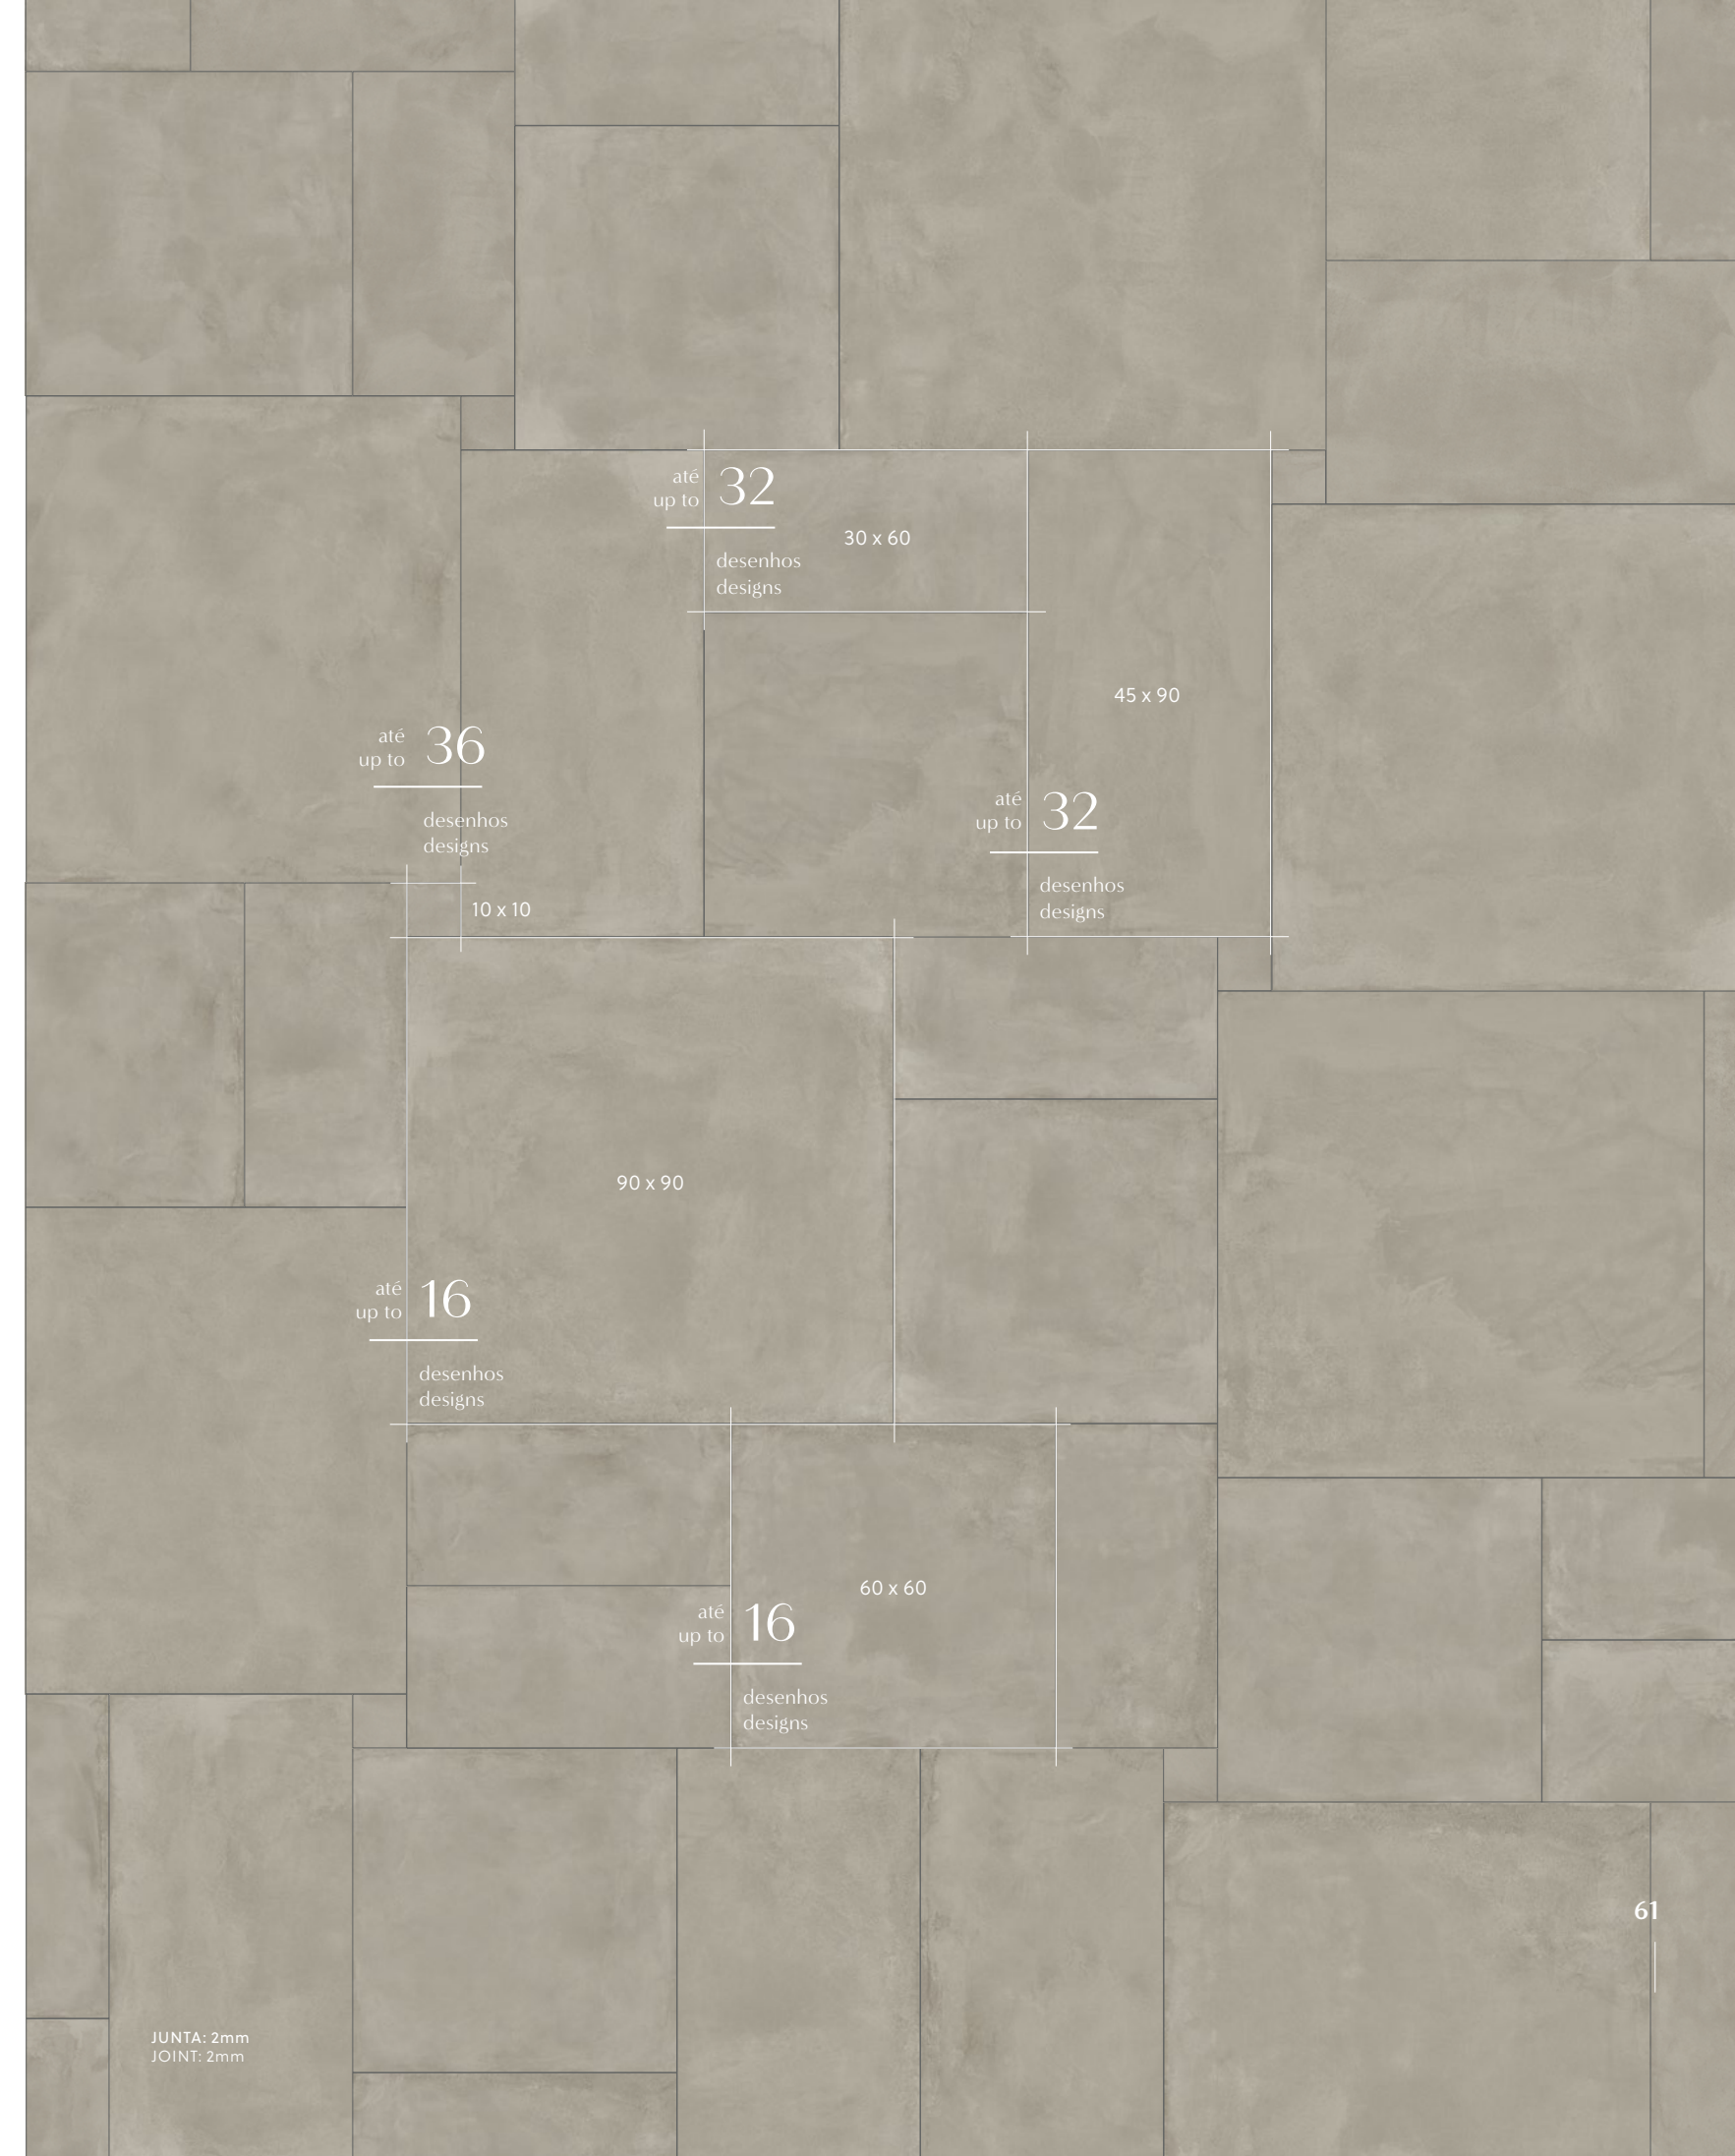 até
up to
32
desenhos
designs
30 x 60
45 x 90
até
up to
36
desenhos
designs
10 x 10
até
up to
32
desenhos
designs
90 x 90
até
up to
16
desenhos
designs
60 x 60
até
up to
16
desenhos
designs
61
JUNTA: 2mm
JOINT: 2mm